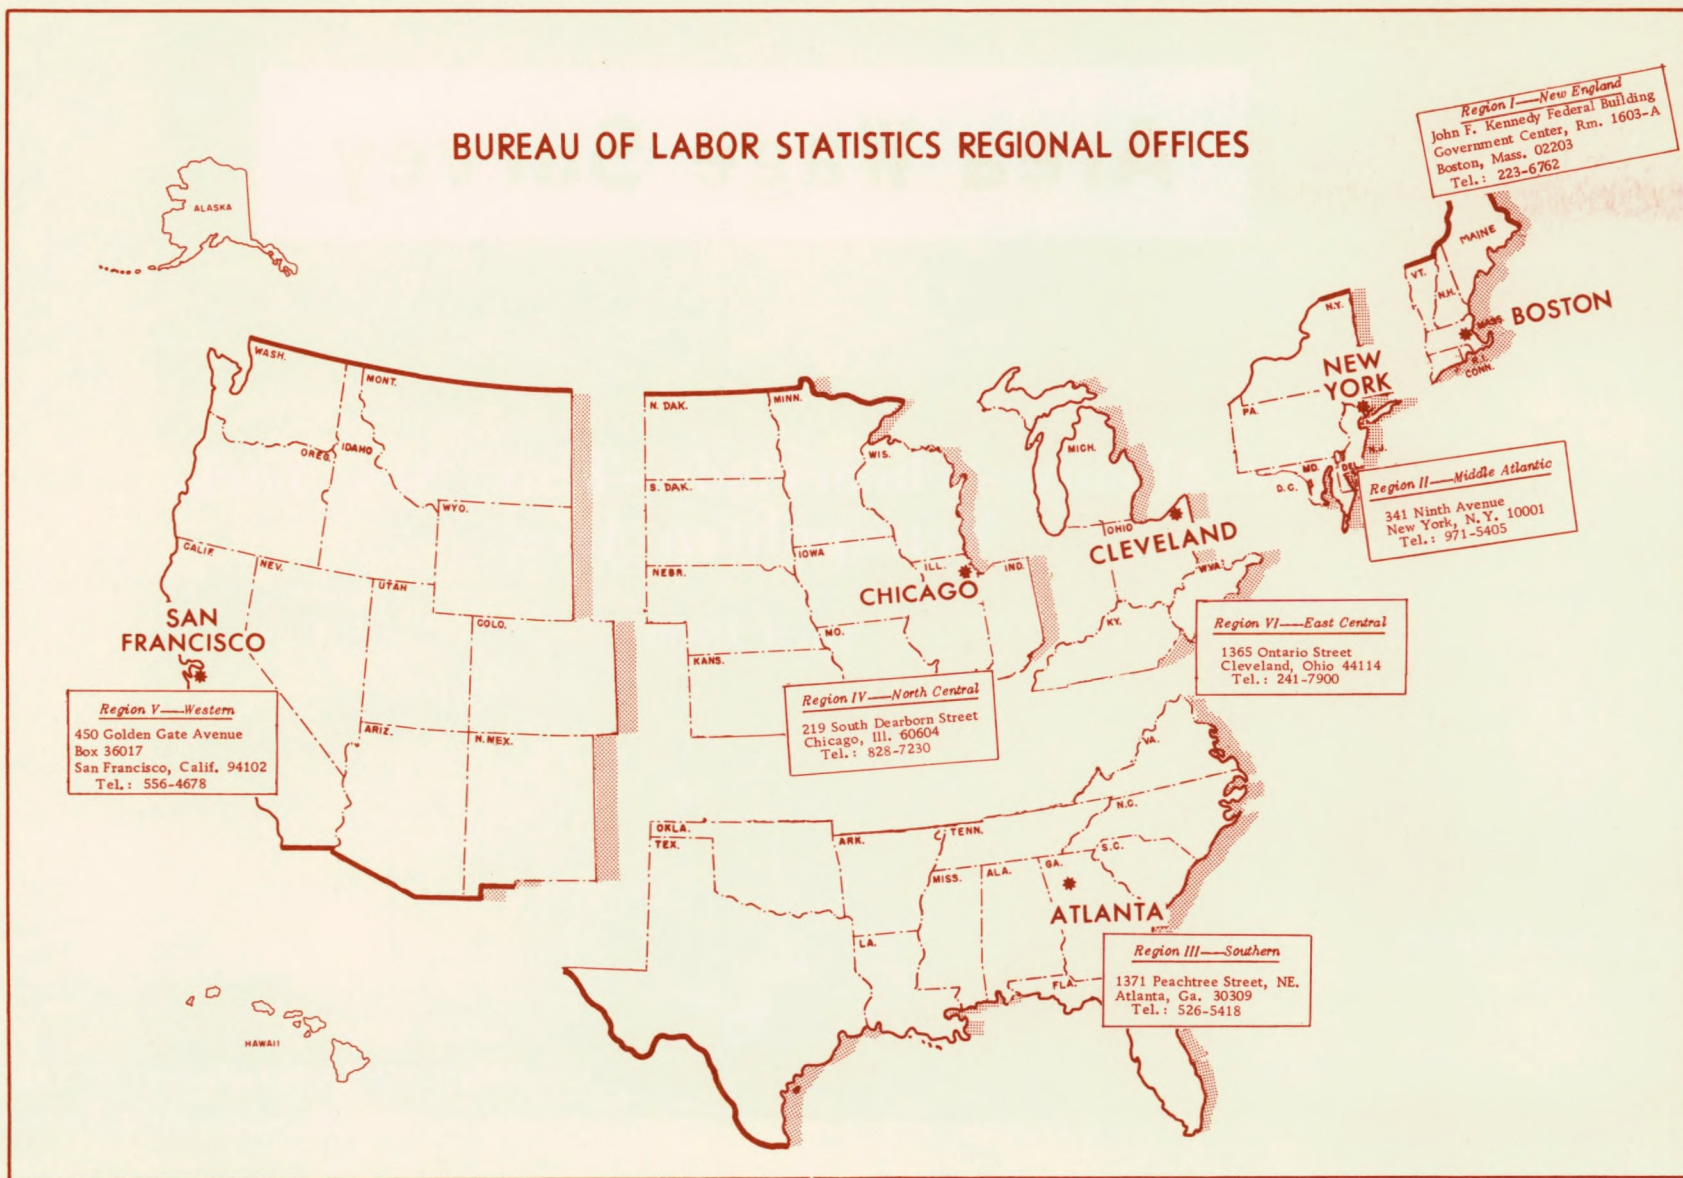 BUREAU OF LABOR STATISTICS REGIONAL OFFICES
Region I——New England
John F. Kennedy Federal Building
Government Center, Rm. 1603-A
Boston, Mass. 02203
Tel.: 223-6762
ALASKA
MAINE
VT.
N.H.
MASS.
BOSTON
R.I.
CONN.
N.Y.
NEW
YORK
PA.
N.J.
MD.
DEL.
D.C.
Region II——Middle Atlantic
341 Ninth Avenue
New York, N.Y. 10001
Tel.: 971-5405
WASH.
MONT.
OREG.
IDAHO
WYO.
CALIF.
NEV.
UTAH
COLO.
ARIZ.
N.MEX.
SAN
FRANCISCO
Region V——Western
450 Golden Gate Avenue
Box 36017
San Francisco, Calif. 94102
Tel.: 556-4678
N. DAK.
MINN.
WIS.
S. DAK.
IOWA
NEBR.
ILL.
IND.
CHICAGO
MO.
KANS.
Region IV——North Central
219 South Dearborn Street
Chicago, Ill. 60604
Tel.: 828-7230
MICH.
OHIO
CLEVELAND
W.VA.
KY.
Region VI——East Central
1365 Ontario Street
Cleveland, Ohio 44114
Tel.: 241-7900
VA.
N.C.
OKLA.
TEX.
ARK.
TENN.
S.C.
MISS.
ALA.
GA.
ATLANTA
LA.
FLA.
Region III——Southern
1371 Peachtree Street, NE.
Atlanta, Ga. 30309
Tel.: 526-5418
HAWAII